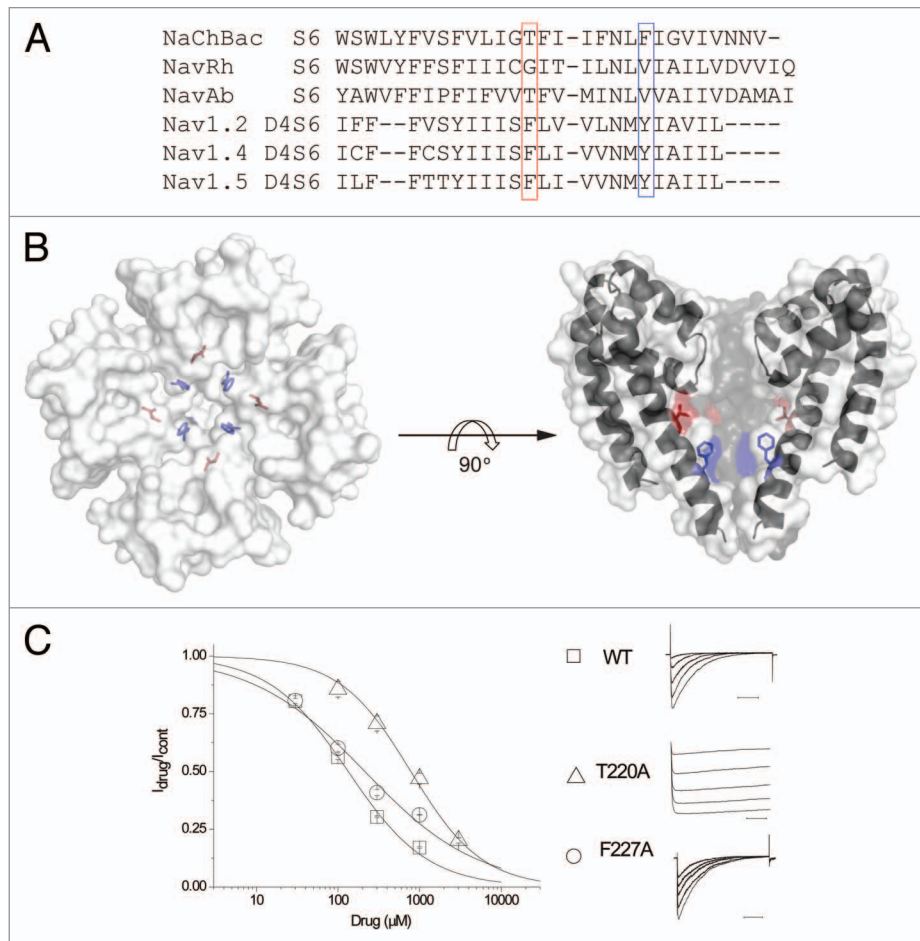 A
NaChBac S6 WSWLYFVSFVLIGTFI-IFNLFIGVIVNNV-
NavRh S6 WSWVYFFSFIIICGIT-ILNLVIAILVDVVIQ
NavAb S6 YAWVFFIPFIFVVTFV-MINLVVAIIVDAMAI
Nav1.2 D4S6 IFF--FVSYIIISFLV-VLNMYIAVIL----
Nav1.4 D4S6 ICF--FCSYIIISFLI-VVNMYIAIIL----
Nav1.5 D4S6 ILF--FTTYIIISFLI-VVNMYIAIIL----
B
90°
C
1.00
0.75
0.50
0.25
0.00
Idrug/Icont
10 100 1000 10000
Drug (µM)
WT
T220A
F227A